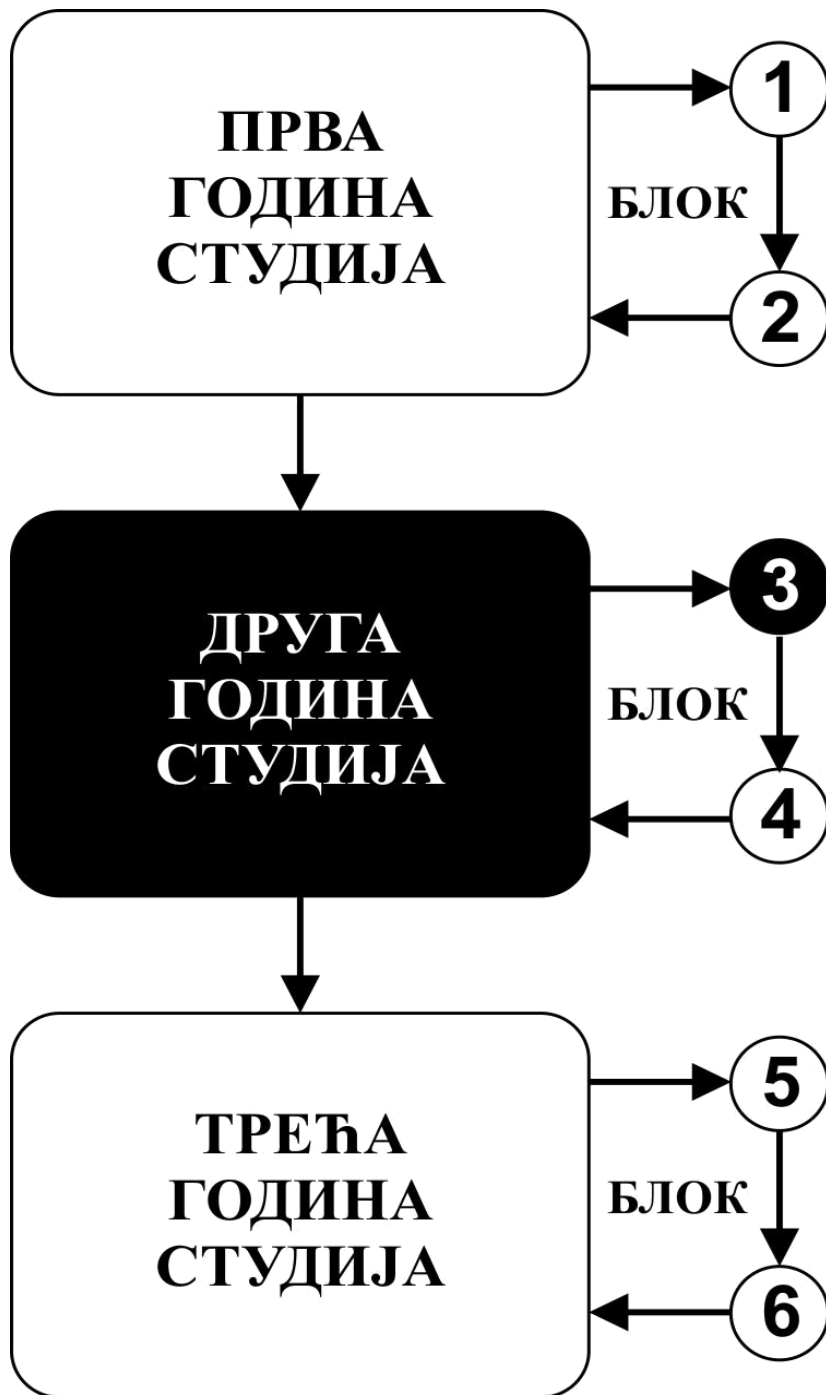 ПРВА
ГОДИНА
СТУДИЈА
1
БЛОК
2
ДРУГА
ГОДИНА
СТУДИЈА
3
БЛОК
4
ТРЕЋА
ГОДИНА
СТУДИЈА
5
БЛОК
6